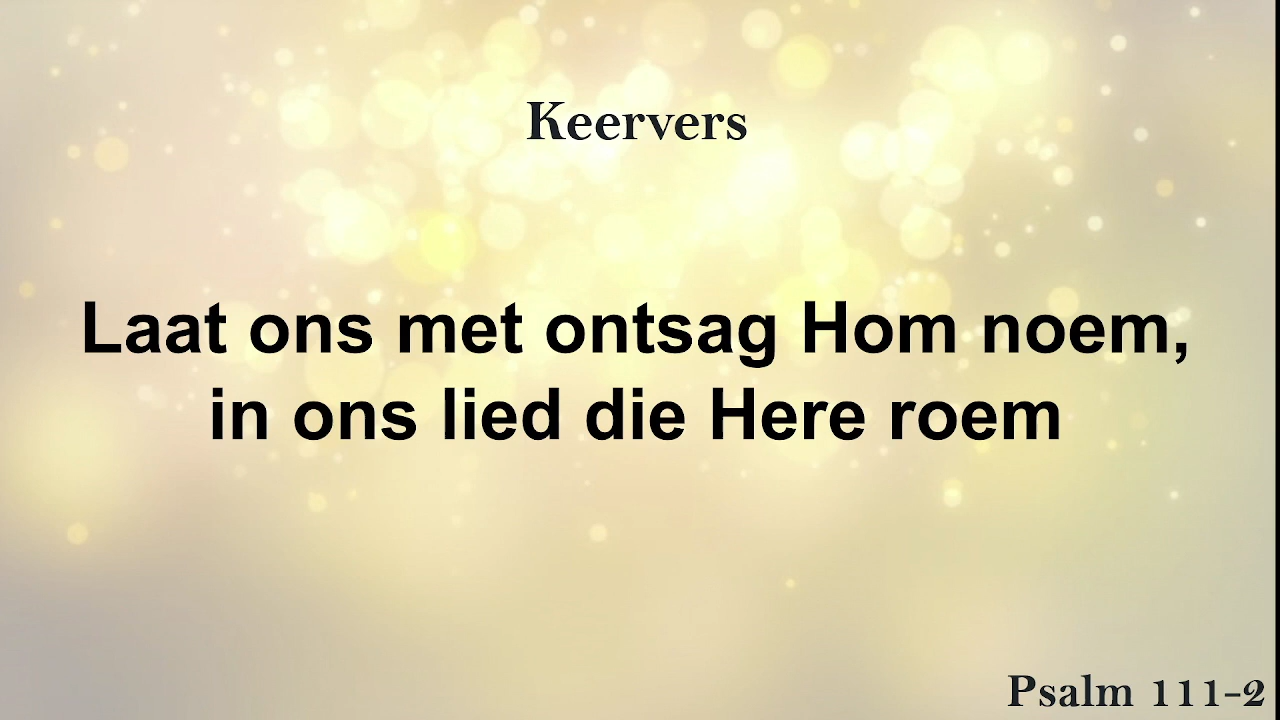 Keervers
Laat ons met ontsag Hom noem,
in ons lied die Here roem
Psalm 111-2